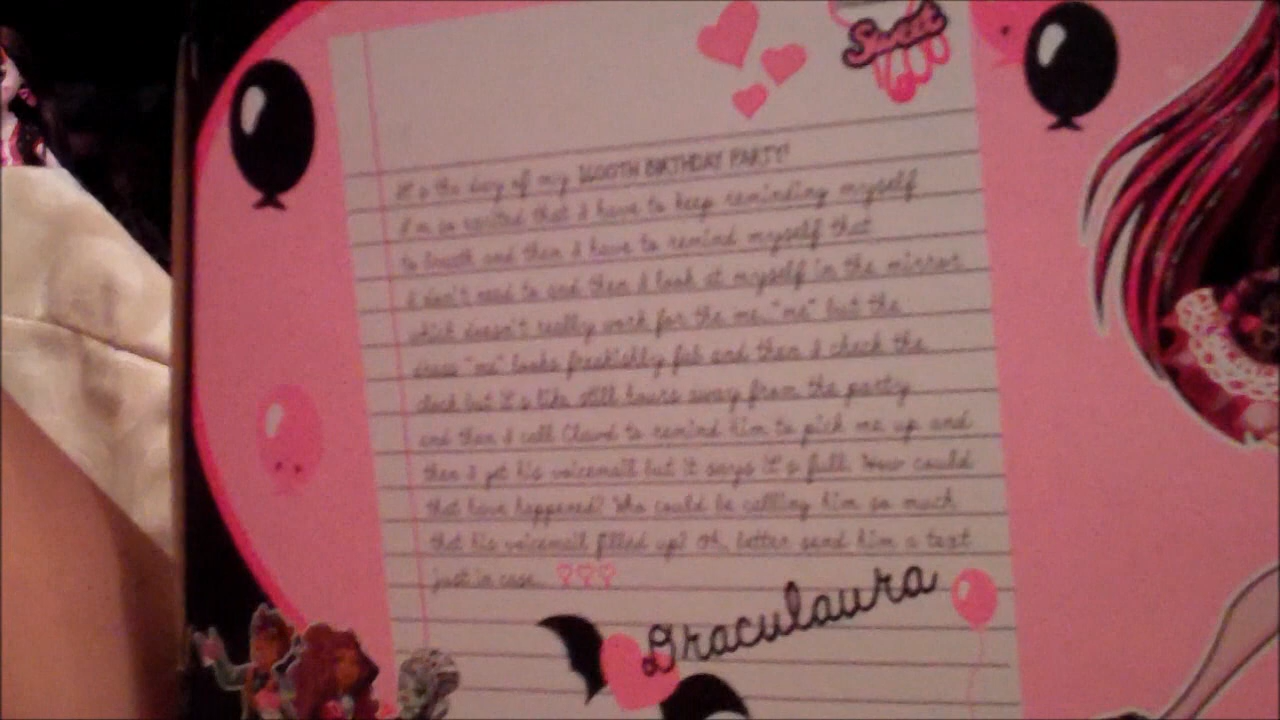 Sweet
1600
It's the day of my 1600TH BIRTHDAY PARTY!
I'm so excited that I have to keep reminding myself
to breath and then I have to remind myself that
I don't need to and then I look at myself in the mirror
which doesn't really work for the me "me" but the
dress "me" looks freakishly fab and then I check the
clock but it's like still hours away from the party
and then I call Clawd to remind him to pick me up and
then I get his voicemail but it says it's full. How could
that have happened? Who could be calling him so much
that his voicemail filled up? Oh, better send him a text
just in case.
Draculaura